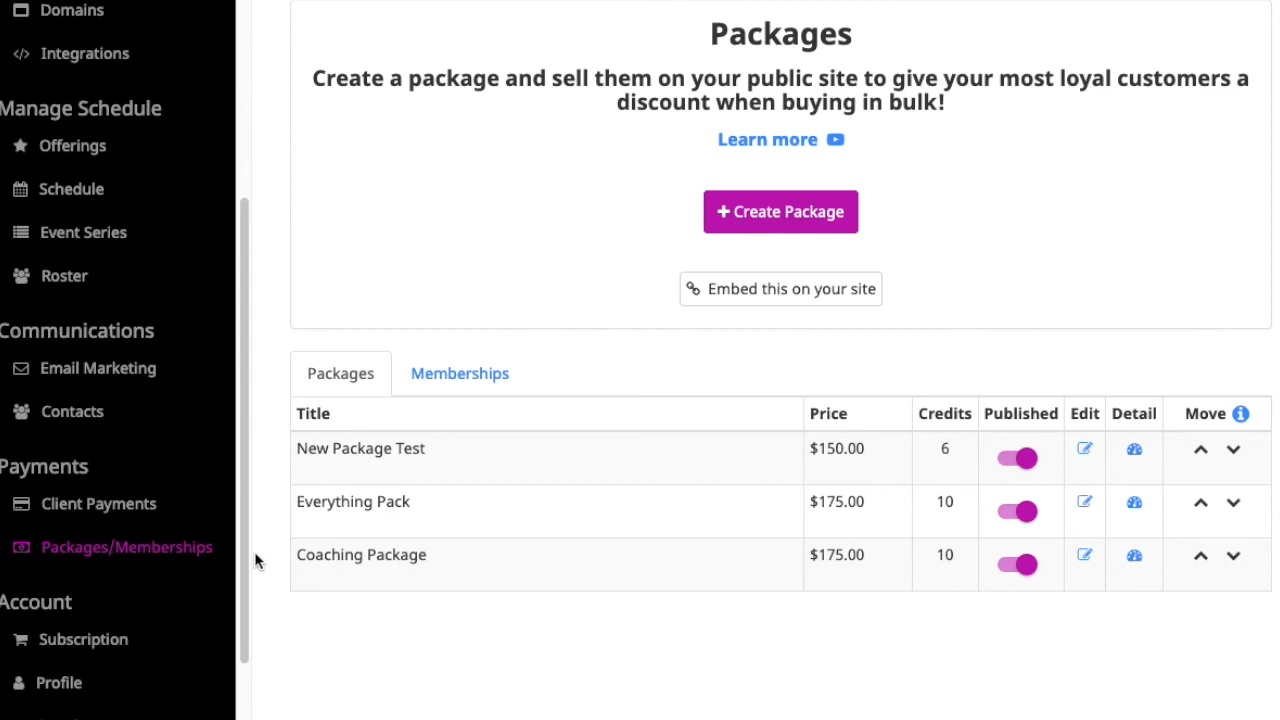 Domains
Integrations
Manage Schedule
Offerings
Schedule
Event Series
Roster
Communications
Email Marketing
Contacts
Payments
Client Payments
Packages/Memberships
Account
Subscription
Profile
Packages
Create a package and sell them on your public site to give your most loyal customers a
discount when buying in bulk!
Learn more
+ Create Package
Embed this on your site
Packages Memberships
Title Price Credits Published Edit Detail Move
New Package Test $150.00 6
Everything Pack $175.00 10
Coaching Package $175.00 10